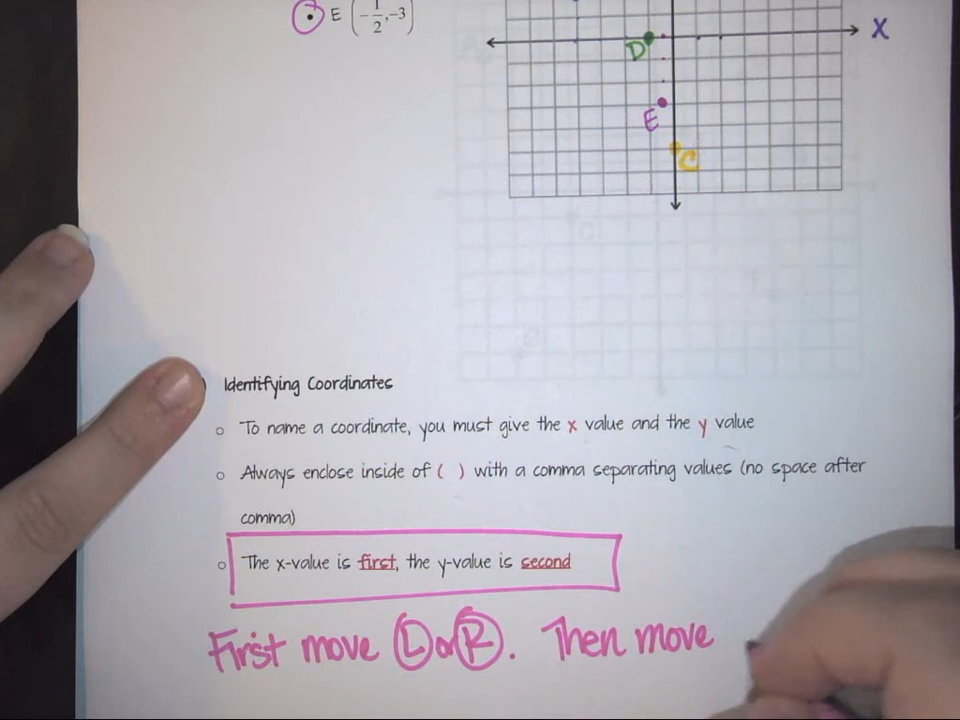 E (-1/2,-3)
X
D
E
C
Identifying Coordinates
To name a coordinate, you must give the x value and the y value
Always enclose inside of ( ) with a comma separating values (no space after
comma)
The x-value is first, the y-value is second
First move L or R. Then move